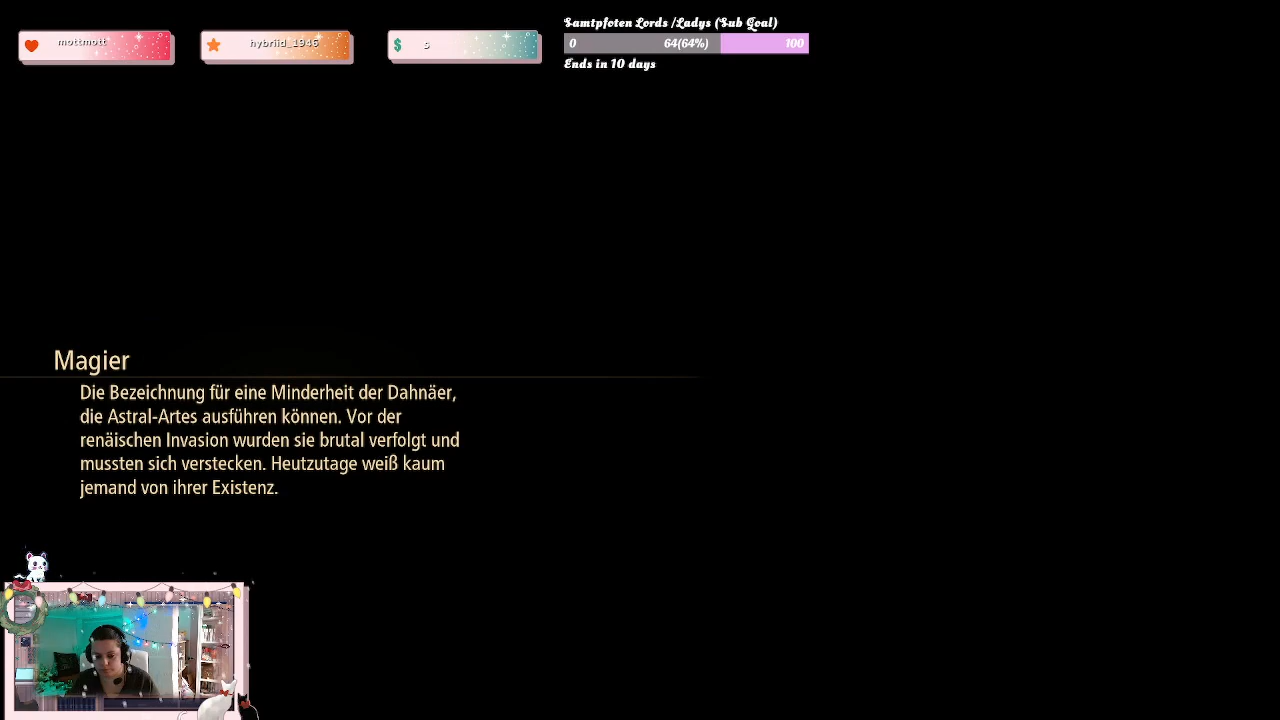 mottmott
hybriid_1946
$ 5
Samtpfoten Lords /Ladys (Sub Goal)
0 64(64%) 100
Ends in 10 days
Magier
Die Bezeichnung für eine Minderheit der Dahnäer,
die Astral-Artes ausführen können. Vor der
renäischen Invasion wurden sie brutal verfolgt und
mussten sich verstecken. Heutzutage weiß kaum
jemand von ihrer Existenz.